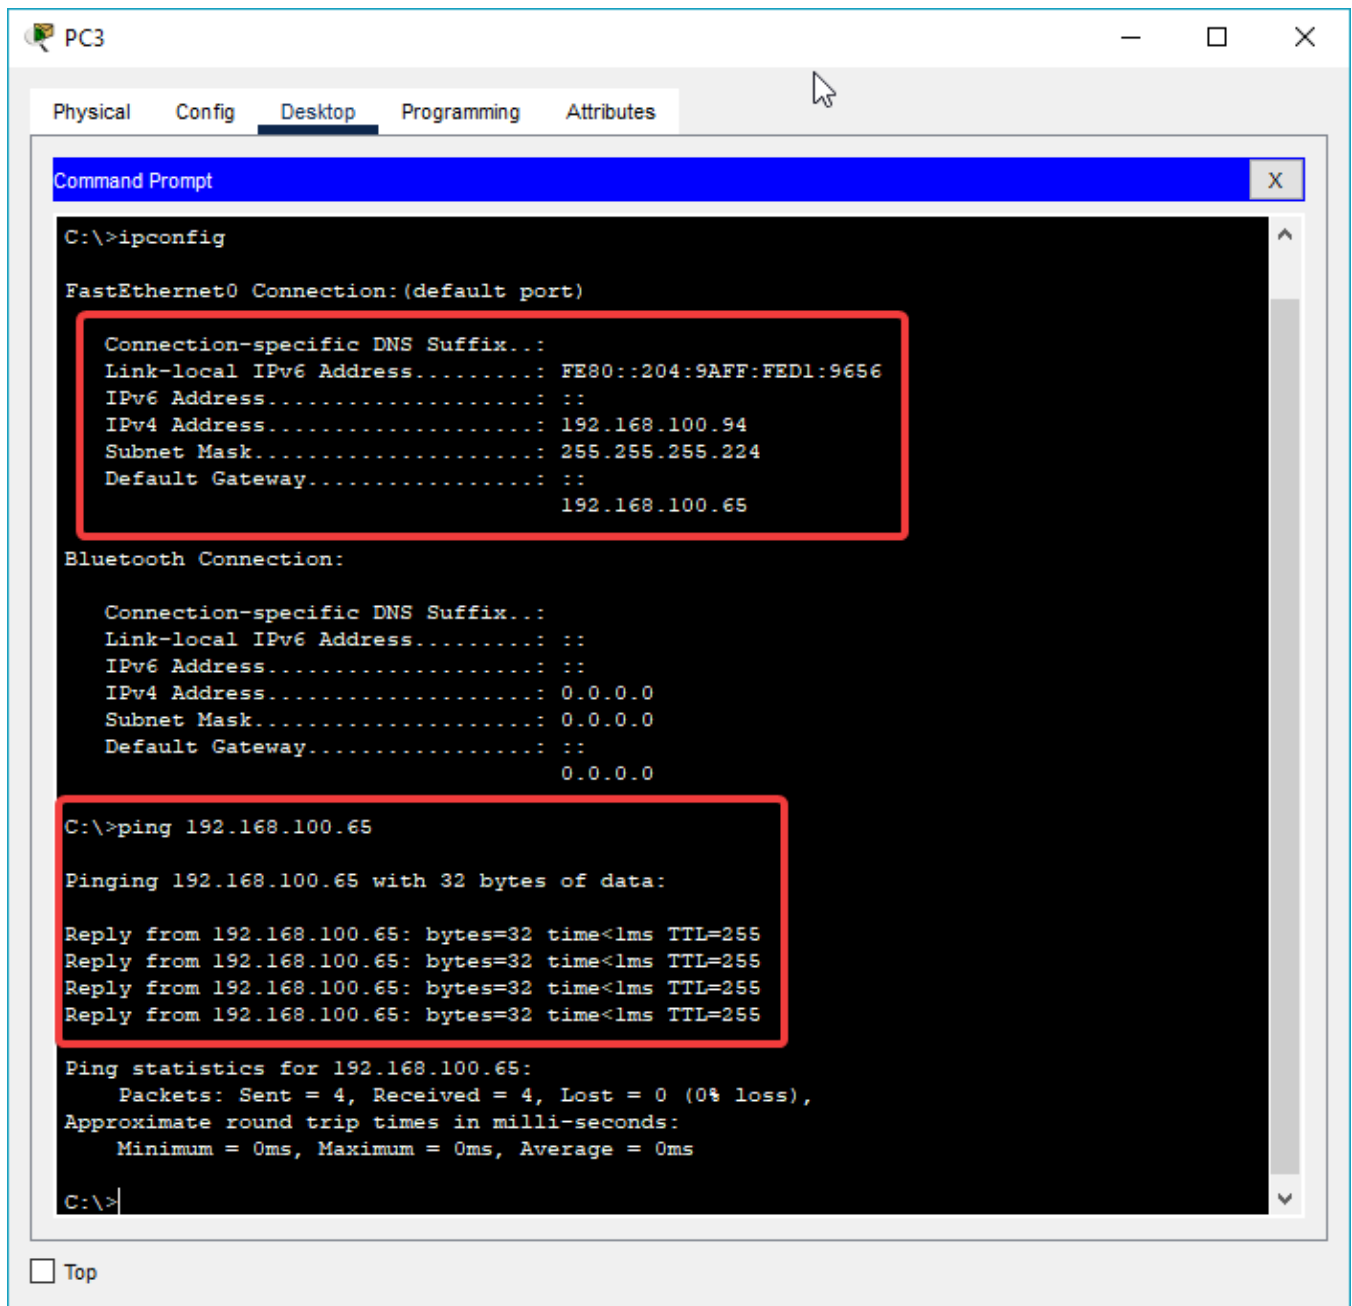 PC3
Physical Config Desktop Programming Attributes
Command Prompt X
C:\>ipconfig
FastEthernet0 Connection:(default port)
Connection-specific DNS Suffix..:
Link-local IPv6 Address.........: FE80::204:9AFF:FED1:9656
IPv6 Address....................: ::
IPv4 Address....................: 192.168.100.94
Subnet Mask.....................: 255.255.255.224
Default Gateway.................: ::
192.168.100.65
Bluetooth Connection:
Connection-specific DNS Suffix..:
Link-local IPv6 Address.........: ::
IPv6 Address....................: ::
IPv4 Address....................: 0.0.0.0
Subnet Mask.....................: 0.0.0.0
Default Gateway.................: ::
0.0.0.0
C:\>ping 192.168.100.65
Pinging 192.168.100.65 with 32 bytes of data:
Reply from 192.168.100.65: bytes=32 time<1ms TTL=255
Reply from 192.168.100.65: bytes=32 time<1ms TTL=255
Reply from 192.168.100.65: bytes=32 time<1ms TTL=255
Reply from 192.168.100.65: bytes=32 time<1ms TTL=255
Ping statistics for 192.168.100.65:
Packets: Sent = 4, Received = 4, Lost = 0 (0% loss),
Approximate round trip times in milli-seconds:
Minimum = 0ms, Maximum = 0ms, Average = 0ms
C:\>
Top